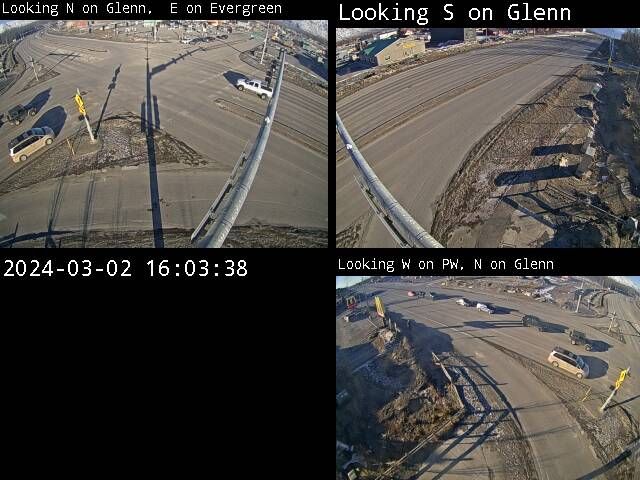 Looking N on Glenn,  E on Evergreen
Looking S on Glenn
2024-03-02 16:03:38
Looking W on PW, N on Glenn